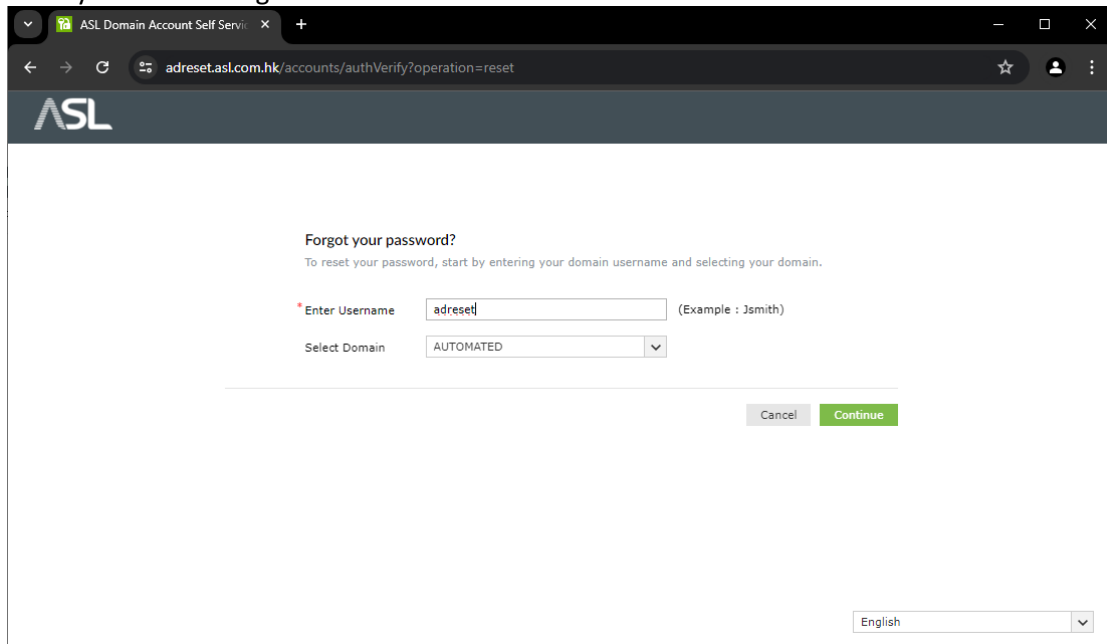 ASL Domain Account Self Servic
adreset.asl.com.hk/accounts/authVerify?operation=reset
ASL
Forgot your password?
To reset your password, start by entering your domain username and selecting your domain.
* Enter Username adreset (Example : Jsmith)
Select Domain AUTOMATED
Cancel Continue
English